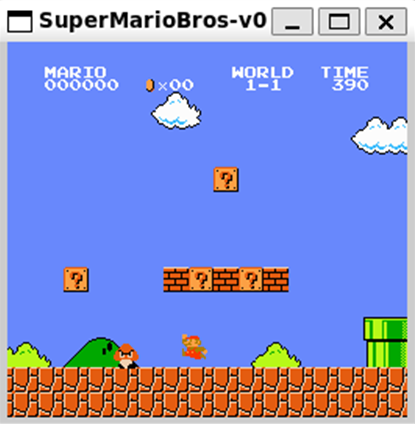 SuperMarioBros-v0
MARIO WORLD TIME
000000 ×00 1-1 390
?
? ? ?